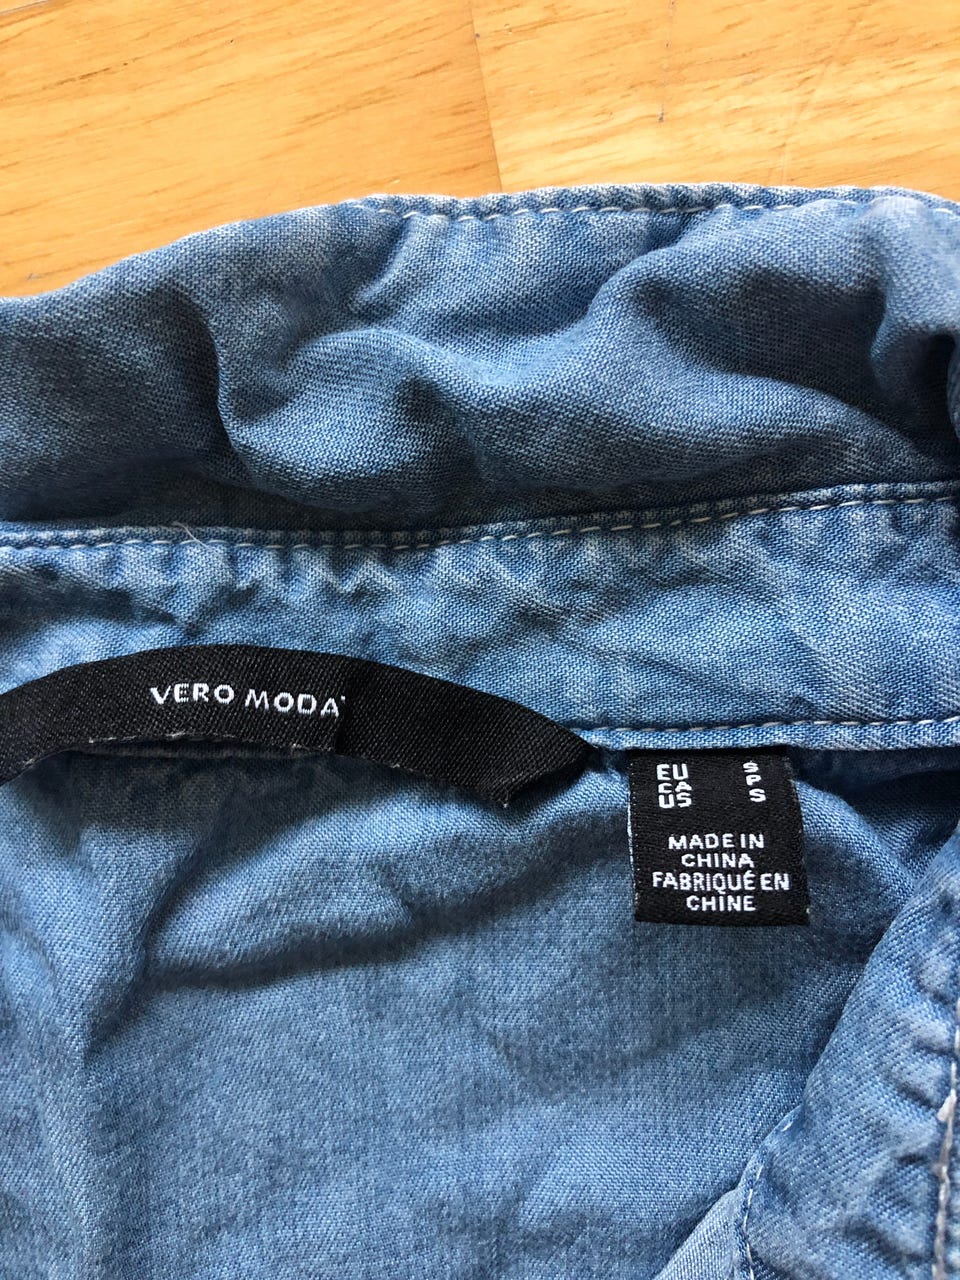 VERO MODA
EU S
CA P
US S
MADE IN
CHINA
FABRIQUÉ EN
CHINE